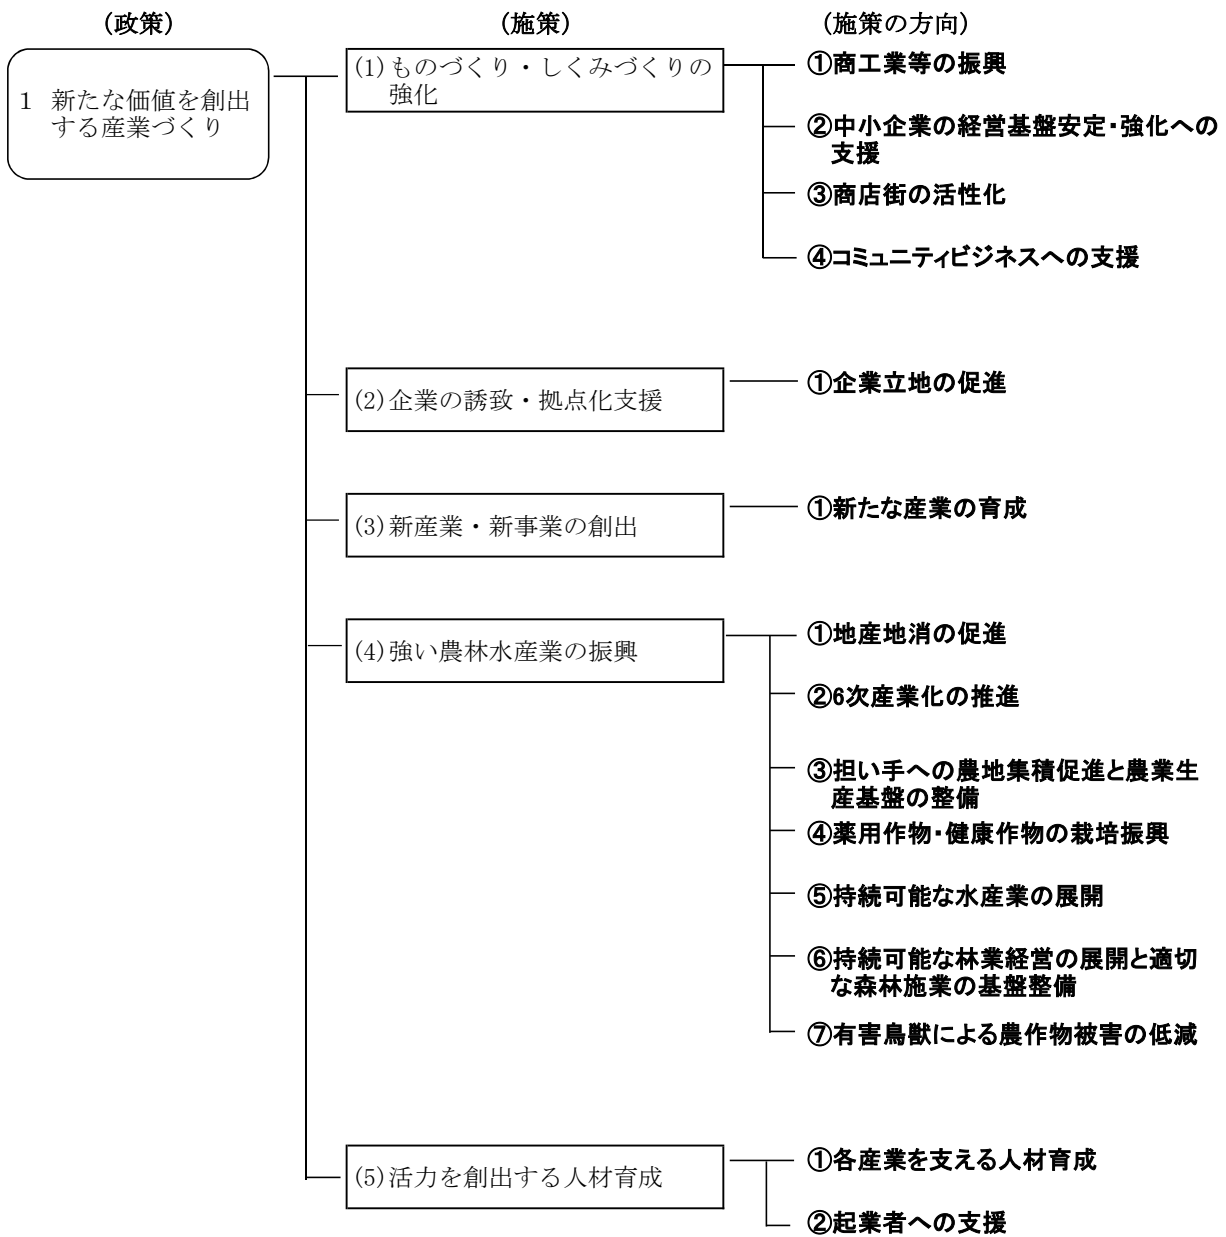 (政策)
(施策)
(施策の方向)
1 新たな価値を創出
する産業づくり
(1)ものづくり・しくみづくりの
強化
①商工業等の振興
②中小企業の経営基盤安定・強化への
支援
③商店街の活性化
④コミュニティビジネスへの支援
(2)企業の誘致・拠点化支援
①企業立地の促進
(3)新産業・新事業の創出
①新たな産業の育成
(4)強い農林水産業の振興
①地産地消の促進
②6次産業化の推進
③担い手への農地集積促進と農業生
産基盤の整備
④薬用作物・健康作物の栽培振興
⑤持続可能な水産業の展開
⑥持続可能な林業経営の展開と適切
な森林施業の基盤整備
⑦有害鳥獣による農作物被害の低減
(5)活力を創出する人材育成
①各産業を支える人材育成
②起業者への支援